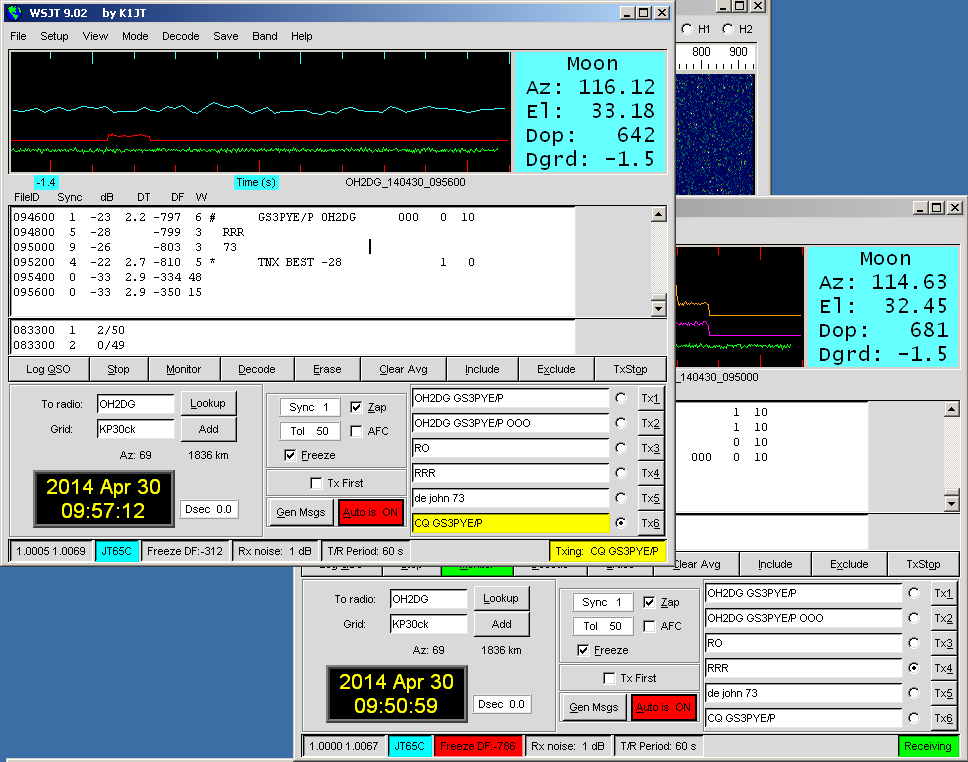 WSJT 9.02 by K1JT
File Setup View Mode Decode Save Band Help
Moon
Az: 116.12
El: 33.18
Dop: 642
Dgrd: -1.5
-1.4 Time (s) OH2DG_140430_095600
FileID Sync dB DT DF W
094600 1 -23 2.2 -797 6 # GS3PYE/P OH2DG 000 0 10
094800 5 -28 -799 3 RRR
095000 9 -26 -803 3 73
095200 4 -22 2.7 -810 5 * TNX BEST -28 1 0
095400 0 -33 2.9 -334 48
095600 0 -33 2.9 -350 15
083300 1 2/50
083300 2 0/49
Log QSO Stop Monitor Decode Erase Clear Avg Include Exclude TxStop
To radio: OH2DG Lookup
Grid: KP30ck Add
Az: 69 1836 km
2014 Apr 30
09:57:12
Dsec 0.0
Sync 1 Zap
Tol 50 AFC
Freeze
Tx First
Gen Msgs Auto is ON
OH2DG GS3PYE/P Tx1
OH2DG GS3PYE/P OOO Tx2
RO Tx3
RRR Tx4
de john 73 Tx5
CQ GS3PYE/P Tx6
1.0005 1.0069 JT65C Freeze DF:-312 Rx noise: 1 dB T/R Period: 60 s Txing: CQ GS3PYE/P
H1 H2
800 900
Moon
Az: 114.63
El: 32.45
Dop: 681
Dgrd: -1.5
_140430_095000
1 10
1 10
0 10
000 0 10
Clear Avg Include Exclude TxStop
To radio: OH2DG Lookup
Grid: KP30ck Add
Az: 69 1836 km
2014 Apr 30
09:50:59
Dsec 0.0
Sync 1 Zap
Tol 50 AFC
Freeze
Tx First
Gen Msgs Auto is ON
OH2DG GS3PYE/P Tx1
OH2DG GS3PYE/P OOO Tx2
RO Tx3
RRR Tx4
de john 73 Tx5
CQ GS3PYE/P Tx6
1.0000 1.0067 JT65C Freeze DF:-786 Rx noise: 1 dB T/R Period: 60 s Receiving